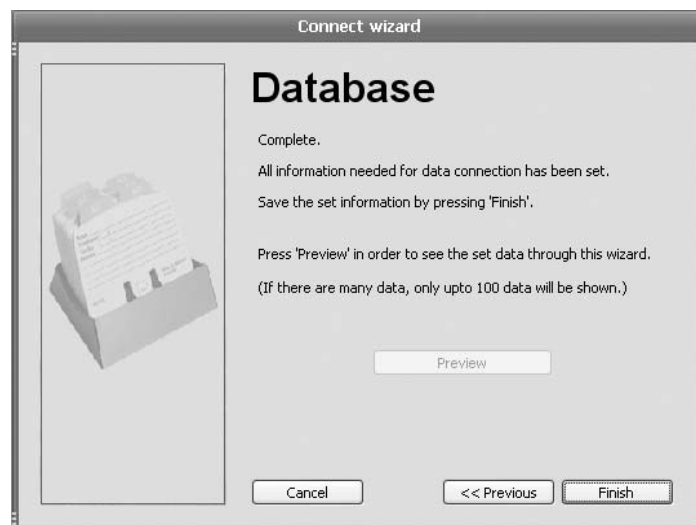 Connect wizard
Database
Complete.
All information needed for data connection has been set.
Save the set information by pressing 'Finish'.
Press 'Preview' in order to see the set data through this wizard.
(If there are many data, only upto 100 data will be shown.)
Preview
Cancel
<< Previous
Finish